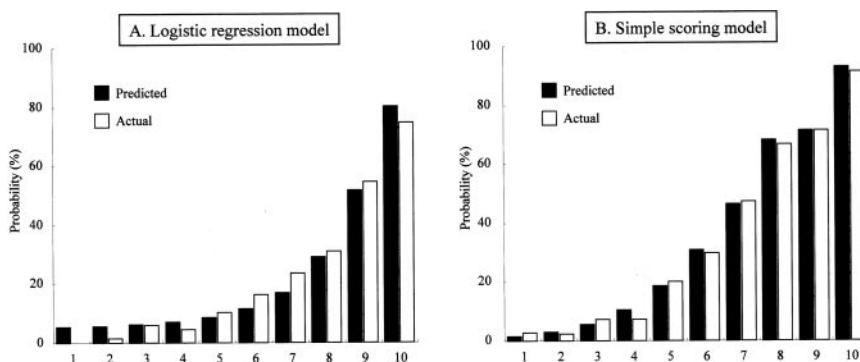 A. Logistic regression model
100
80
60
40
20
0
Probability (%)
Predicted
Actual
1 2 3 4 5 6 7 8 9 10
B. Simple scoring model
100
80
60
40
20
0
Probability (%)
Predicted
Actual
1 2 3 4 5 6 7 8 9 10